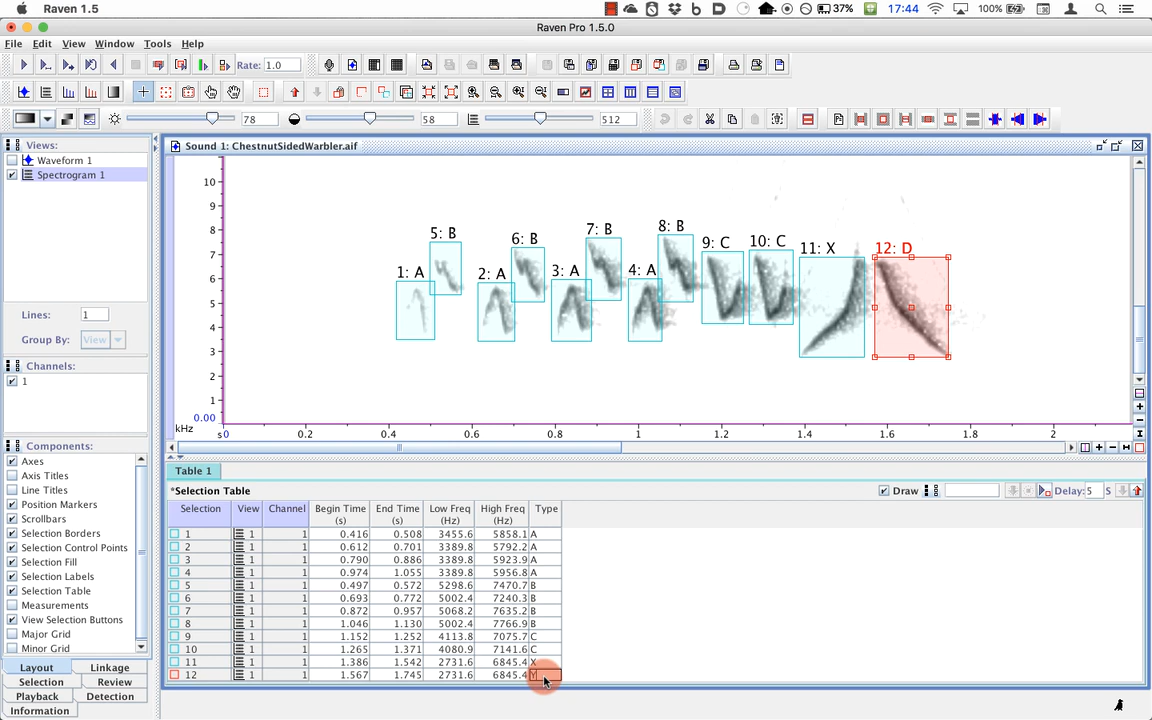 Raven 1.5 37% 17:44 100%
Raven Pro 1.5.0
File Edit View Window Tools Help
Rate: 1.0
78 58 512
Views:
Waveform 1
Spectrogram 1
Lines: 1
Group By: View
Channels:
1
Components:
Axes
Axis Titles
Line Titles
Position Markers
Scrollbars
Selection Borders
Selection Control Points
Selection Fill
Selection Labels
Selection Table
Measurements
View Selection Buttons
Major Grid
Minor Grid
Layout Linkage
Selection Review
Playback Detection
Information
Sound 1: ChestnutSidedWarbler.aif
10
9
8
7
6
5
4
3
2
1
0.00
kHz
s0 0.2 0.4 0.6 0.8 1 1.2 1.4 1.6 1.8 2
1: A
5: B
2: A
6: B
3: A
7: B
4: A
8: B
9: C
10: C
11: X
12: D
Table 1
*Selection Table Draw Delay: 5 S
Selection View Channel Begin Time (s) End Time (s) Low Freq (Hz) High Freq (Hz) Type
1 1 1 0.416 0.508 3455.6 5858.1 A
2 1 1 0.612 0.701 3389.8 5792.2 A
3 1 1 0.790 0.886 3389.8 5923.9 A
4 1 1 0.974 1.055 3389.8 5956.8 A
5 1 1 0.497 0.572 5298.6 7470.7 B
6 1 1 0.693 0.772 5002.4 7240.3 B
7 1 1 0.872 0.957 5068.2 7635.2 B
8 1 1 1.046 1.130 5002.4 7766.9 B
9 1 1 1.152 1.252 4113.8 7075.7 C
10 1 1 1.265 1.371 4080.9 7141.6 C
11 1 1 1.386 1.542 2731.6 6845.4 X
12 1 1 1.567 1.745 2731.6 6845.4